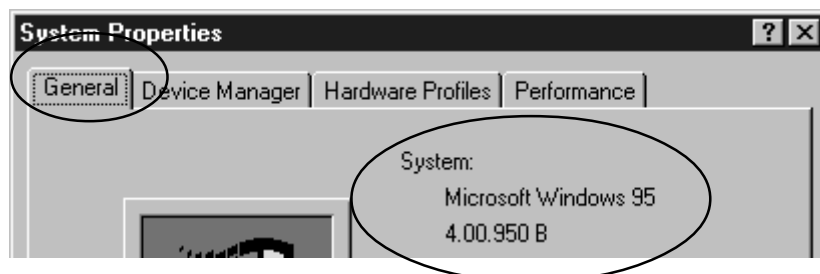 System Properties
General Device Manager Hardware Profiles Performance
System:
Microsoft Windows 95
4.00.950 B